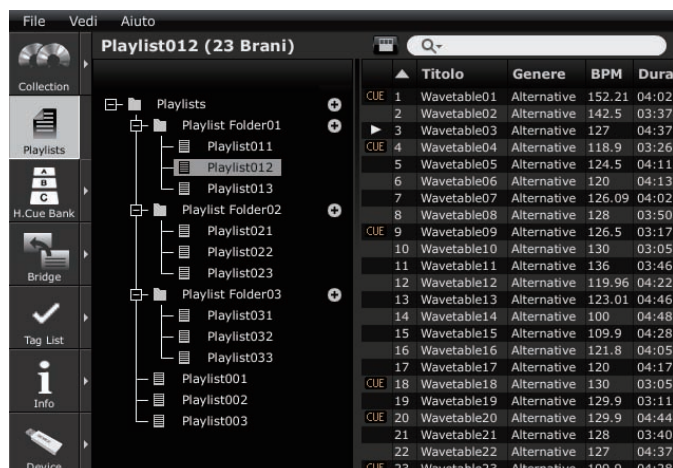 File Vedi Aiuto
Playlist012 (23 Brani)
Collection
Playlists
A
B
C
H.Cue Bank
Bridge
Tag List
Info
Device
Playlists
Playlist Folder01
Playlist011
Playlist012
Playlist013
Playlist Folder02
Playlist021
Playlist022
Playlist023
Playlist Folder03
Playlist031
Playlist032
Playlist033
Playlist001
Playlist002
Playlist003
Titolo Genere BPM Dura
CUE 1 Wavetable01 Alternative 152.21 04:02
2 Wavetable02 Alternative 142.5 03:37
3 Wavetable03 Alternative 127 04:37
CUE 4 Wavetable04 Alternative 118.9 03:26
5 Wavetable05 Alternative 124.5 04:11
6 Wavetable06 Alternative 120 04:13
7 Wavetable07 Alternative 126.09 04:02
8 Wavetable08 Alternative 128 03:50
CUE 9 Wavetable09 Alternative 126.5 03:17
10 Wavetable10 Alternative 130 03:05
11 Wavetable11 Alternative 136 03:46
12 Wavetable12 Alternative 119.96 04:22
13 Wavetable13 Alternative 123.01 04:46
14 Wavetable14 Alternative 100 04:48
15 Wavetable15 Alternative 109.9 04:28
16 Wavetable16 Alternative 121.8 04:05
17 Wavetable17 Alternative 120 04:17
CUE 18 Wavetable18 Alternative 130 03:05
19 Wavetable19 Alternative 129.9 03:11
CUE 20 Wavetable20 Alternative 129.9 04:44
21 Wavetable21 Alternative 128 03:40
22 Wavetable22 Alternative 127 04:37
CUE 23 Wavetable23 Alternative